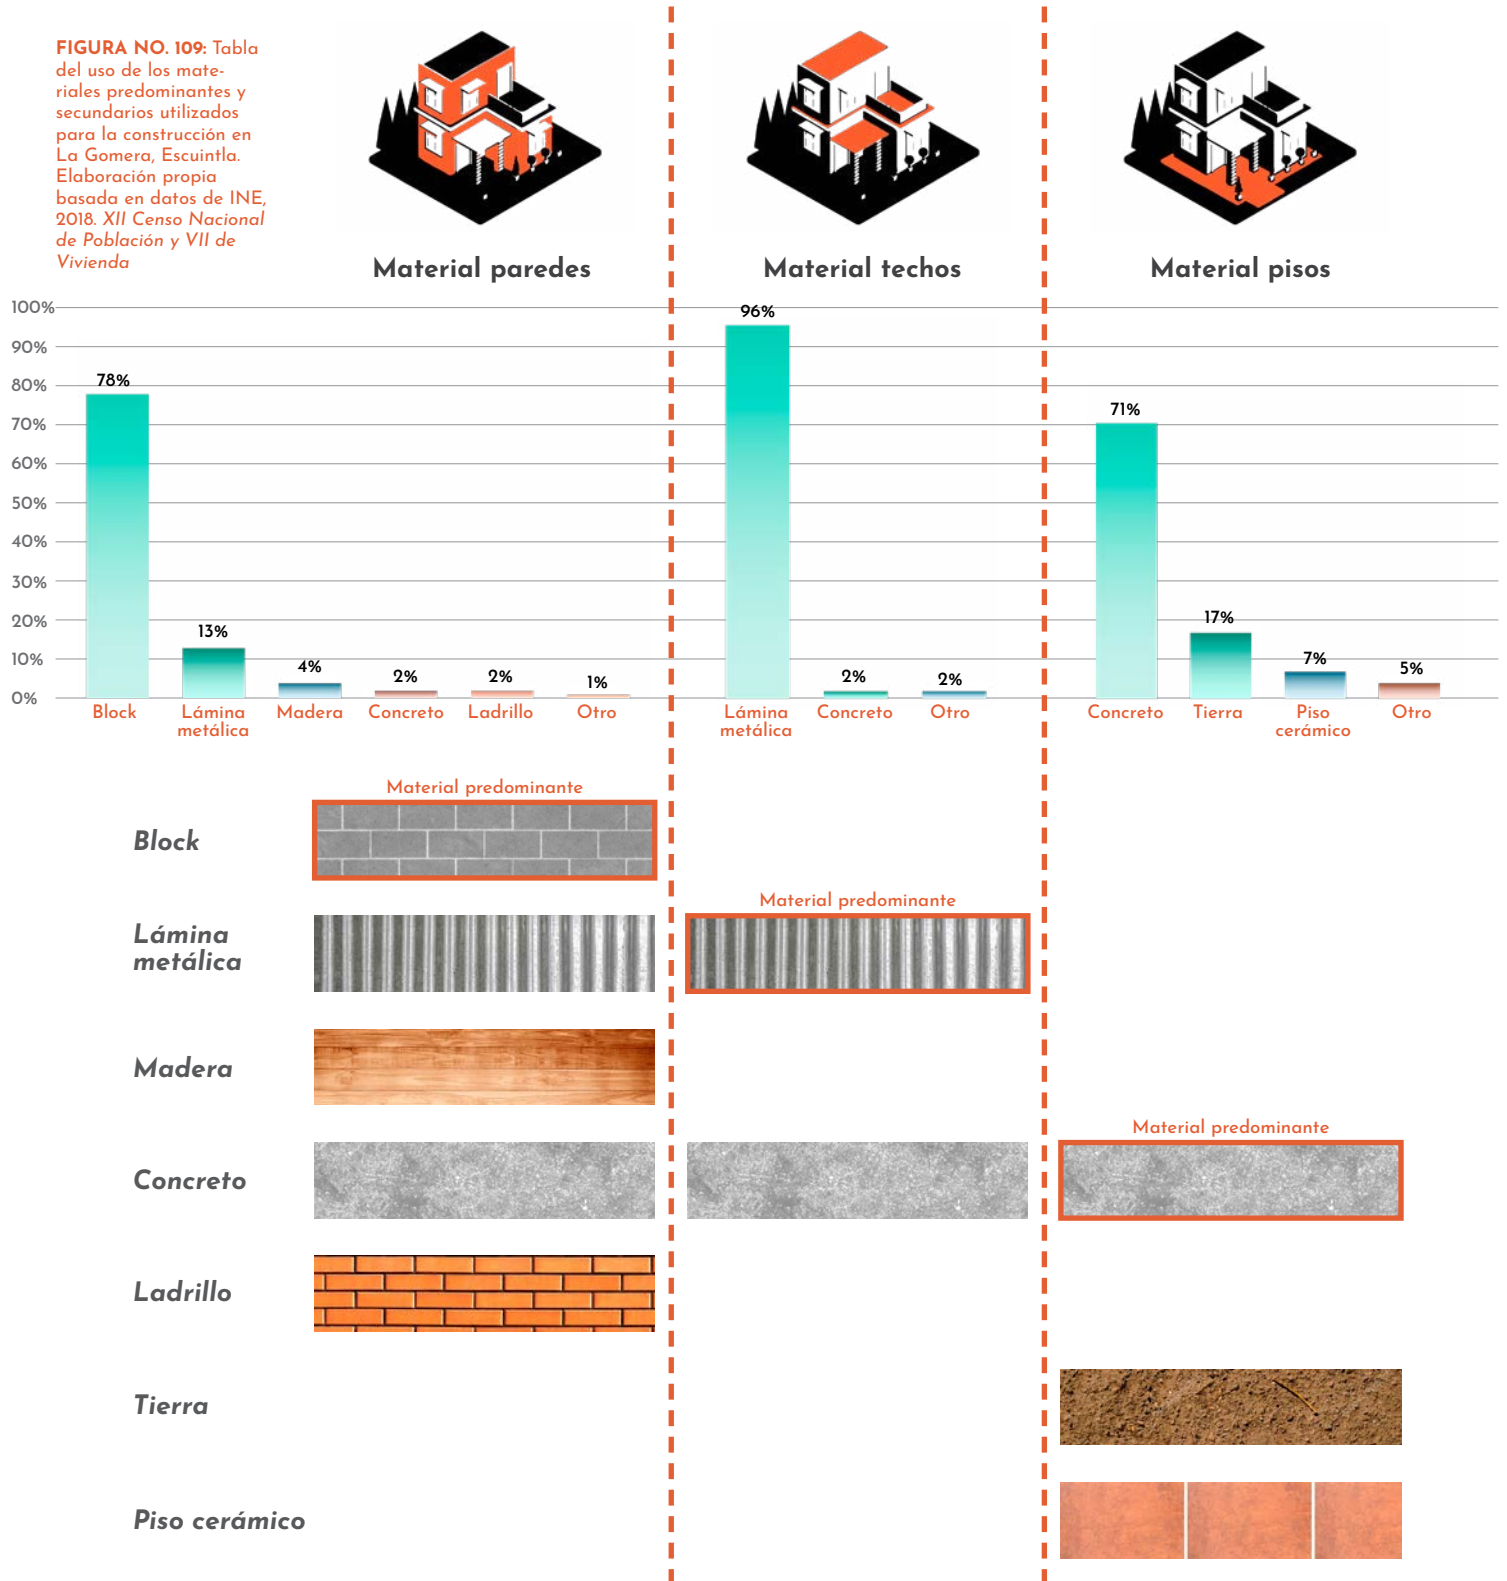 FIGURA NO. 109: Tabla
del uso de los mate-
riales predominantes y
secundarios utilizados
para la construcción en
La Gomera, Escuintla.
Elaboración propia
basada en datos de INE,
2018. XII Censo Nacional
de Población y VII de
Vivienda
Material paredes
Material techos
Material pisos
100%
90%
80%
70%
60%
50%
40%
30%
20%
10%
0%
78%
13%
4%
2%
2%
1%
Block
Lámina
metálica
Madera
Concreto
Ladrillo
Otro
96%
2%
2%
Lámina
metálica
Concreto
Otro
71%
17%
7%
5%
Concreto
Tierra
Piso
cerámico
Otro
Material predominante
Block
Material predominante
Lámina
metálica
Madera
Material predominante
Concreto
Ladrillo
Tierra
Piso cerámico